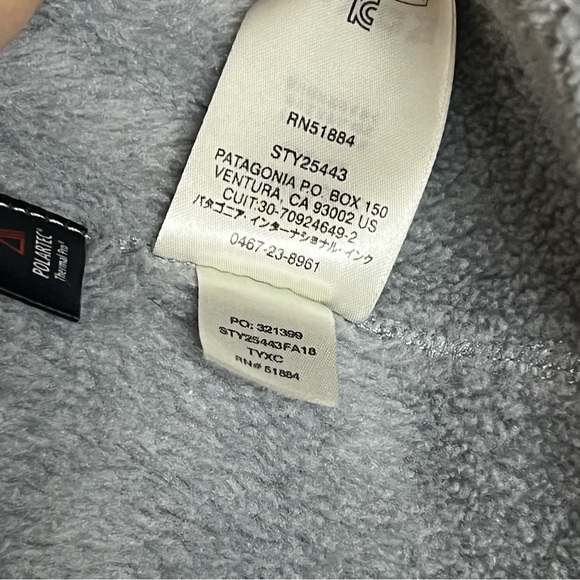 RN51884
STY25443
PATAGONIA P.O. BOX 150
VENTURA, CA 93002 US
CUIT:30-70924649-2
パタゴニア・インターナショナル・インク
0467-23-8961
POLARTEC®
Thermal Pro®
PO: 321399
STY25443FA18
TYXC
RN# 51884